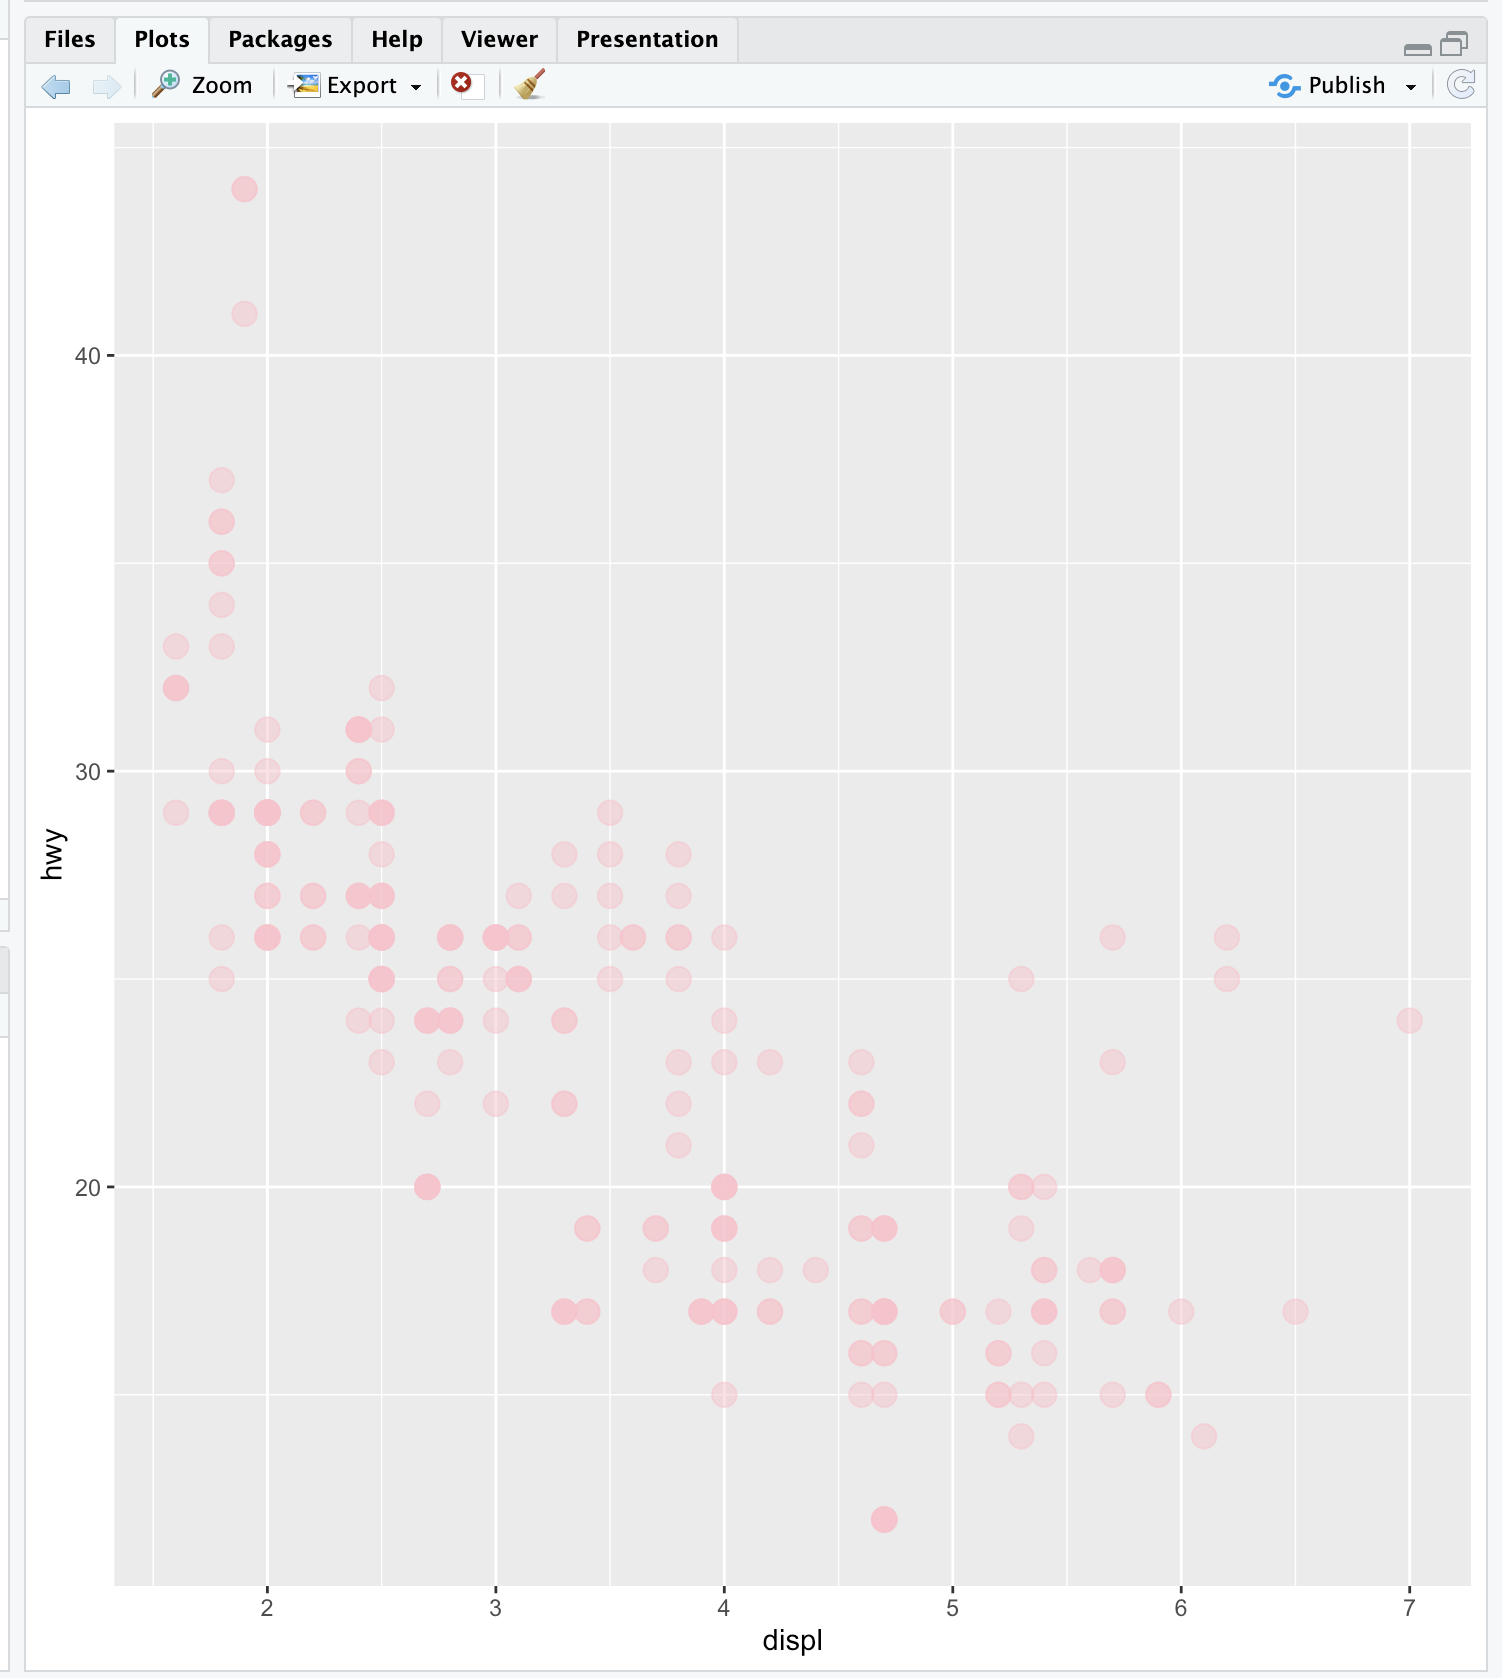 Files Plots Packages Help Viewer Presentation
Zoom Export Publish
40
30
20
hwy
2 3 4 5 6 7
displ